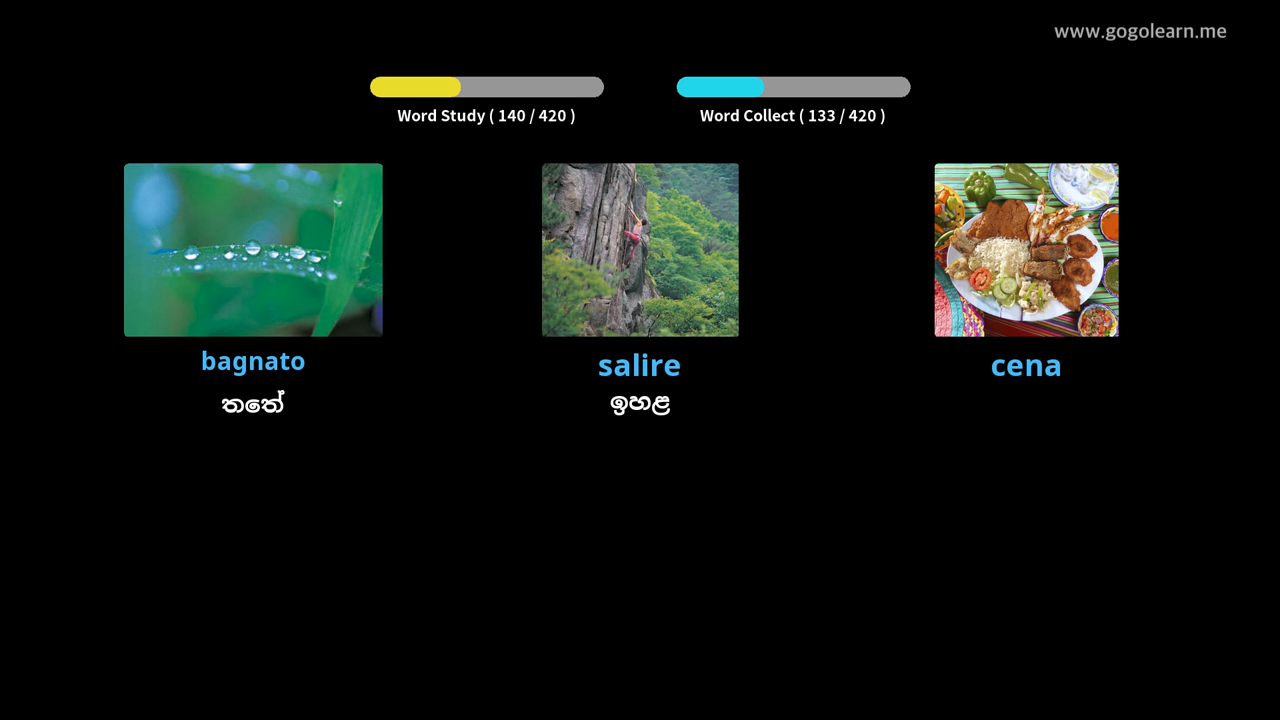 www.gogolearn.me
Word Study ( 140 / 420 )
Word Collect ( 133 / 420 )
bagnato
salire
cena
තතේ
ඉහළ